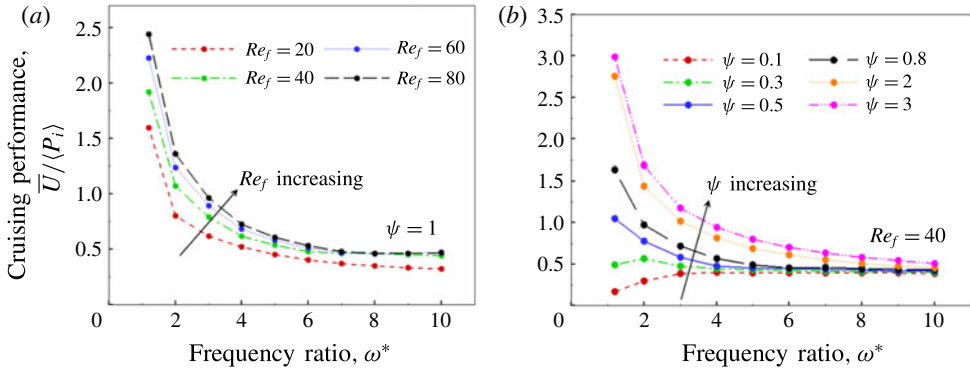 (a)
Cruising performance,
U̅/⟨P_i⟩
2.5
2.0
1.5
1.0
0.5
0
2
4
6
8
10
Re_f = 20
Re_f = 60
Re_f = 40
Re_f = 80
Re_f increasing
ψ = 1
Frequency ratio, ω*
(b)
3.5
3.0
2.5
2.0
1.5
1.0
0.5
0
2
4
6
8
10
ψ = 0.1
ψ = 0.8
ψ = 0.3
ψ = 2
ψ = 0.5
ψ = 3
ψ increasing
Re_f = 40
Frequency ratio, ω*